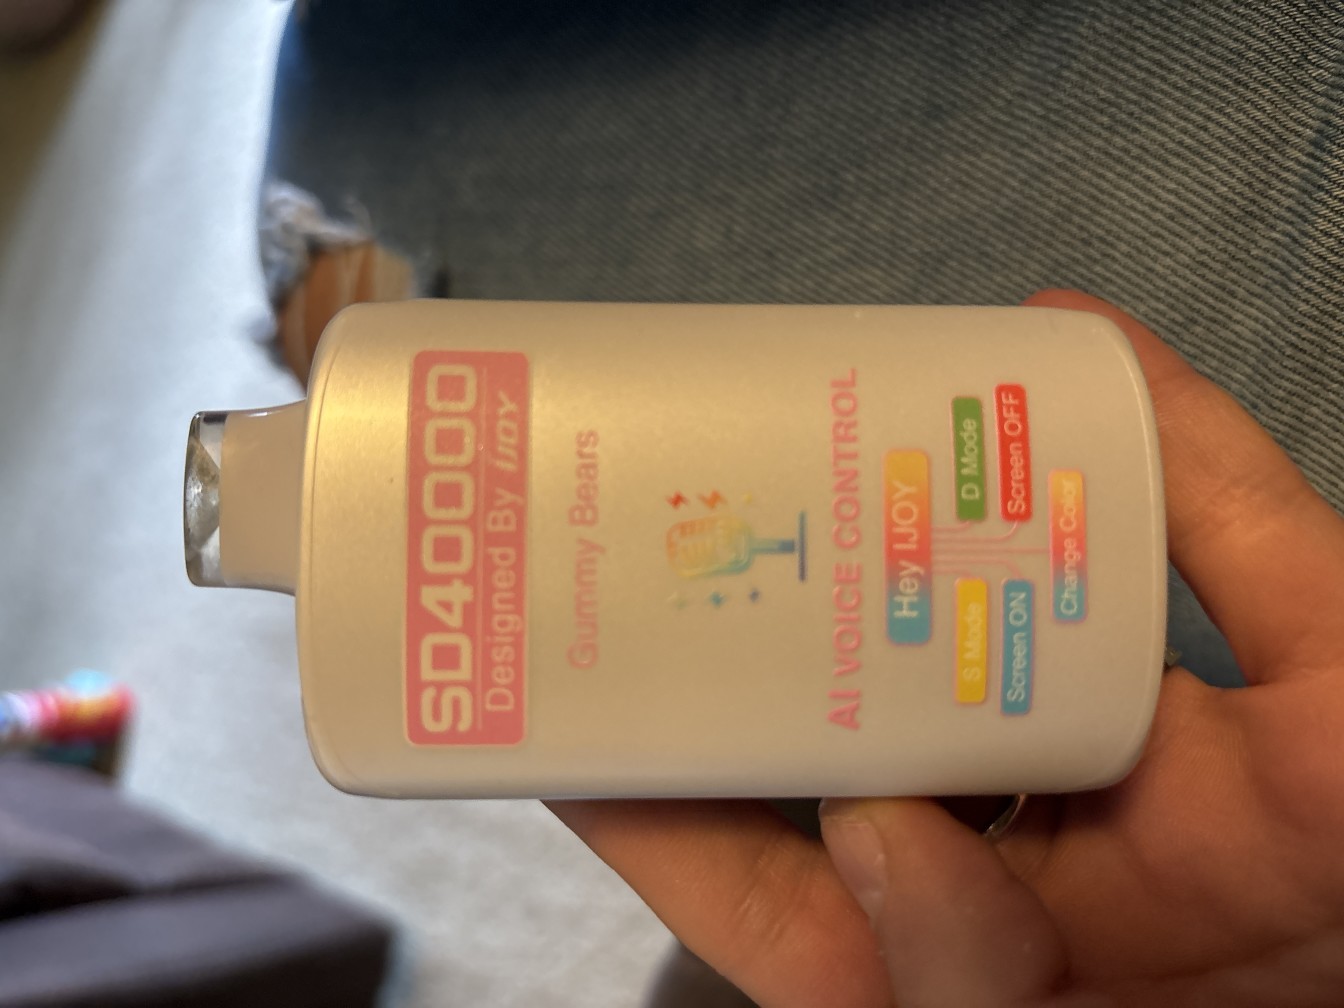 SD40000
Designed By iJOY
Gummy Bears
AI VOICE CONTROL
Hey IJOY
S Mode
D Mode
Screen ON
Screen OFF
Change Color